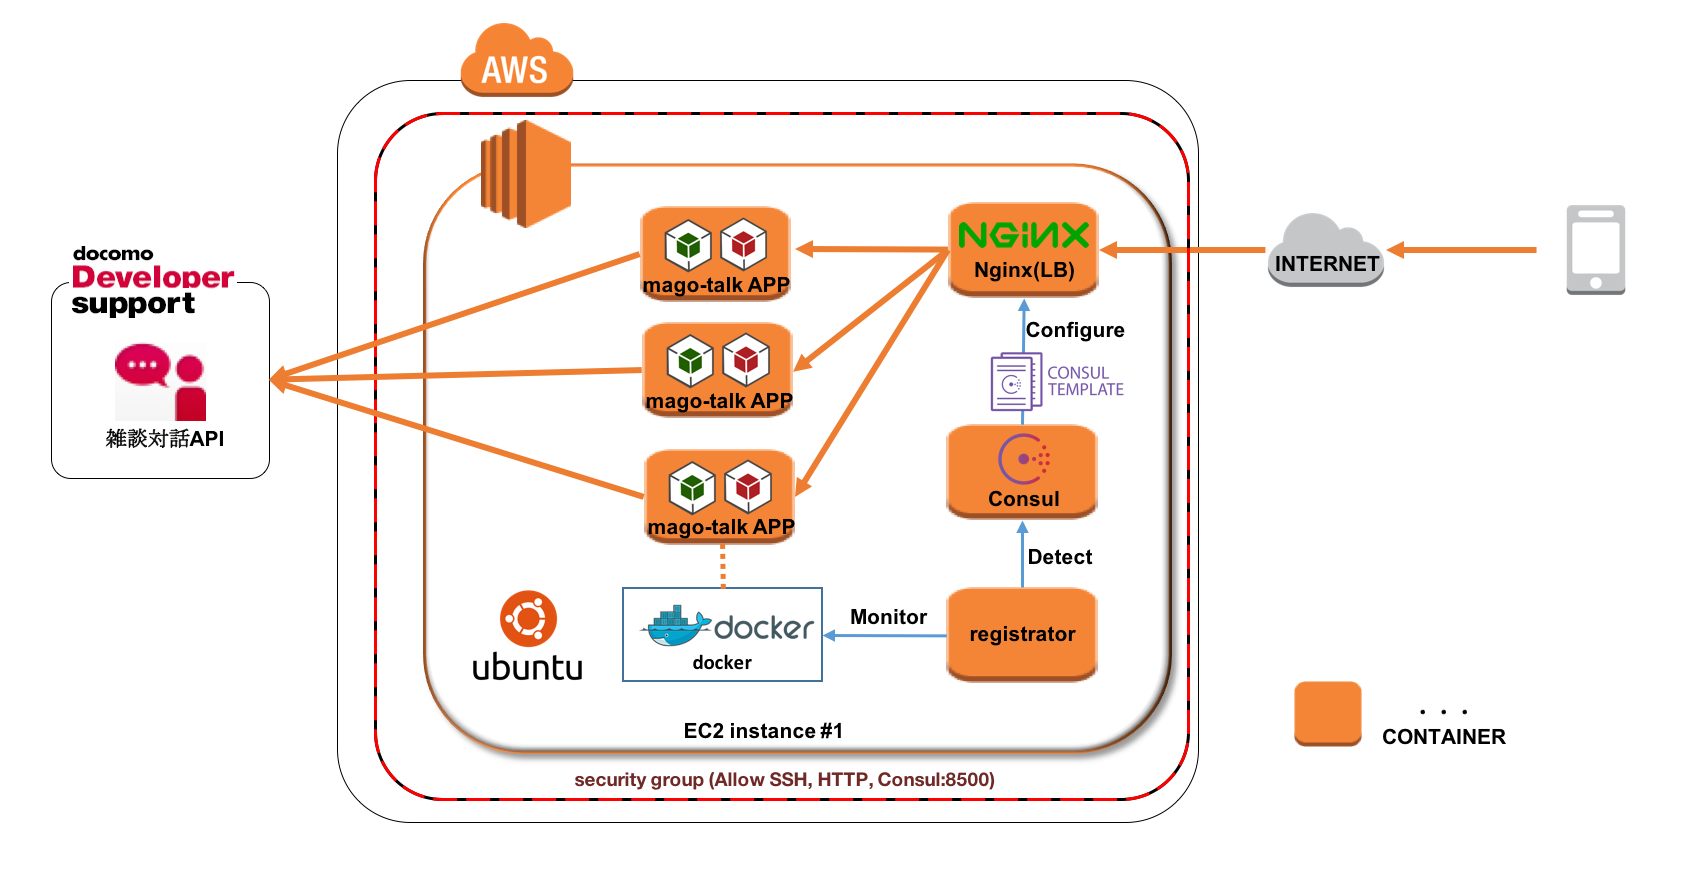 AWS
docomo
Developer
support
雑談対話API
mago-talk APP
mago-talk APP
mago-talk APP
NGiNX
Nginx(LB)
INTERNET
Configure
CONSUL
TEMPLATE
Consul
Detect
registrator
Monitor
docker
docker
ubuntu
EC2 instance #1
security group (Allow SSH, HTTP, Consul:8500)
・・・
CONTAINER